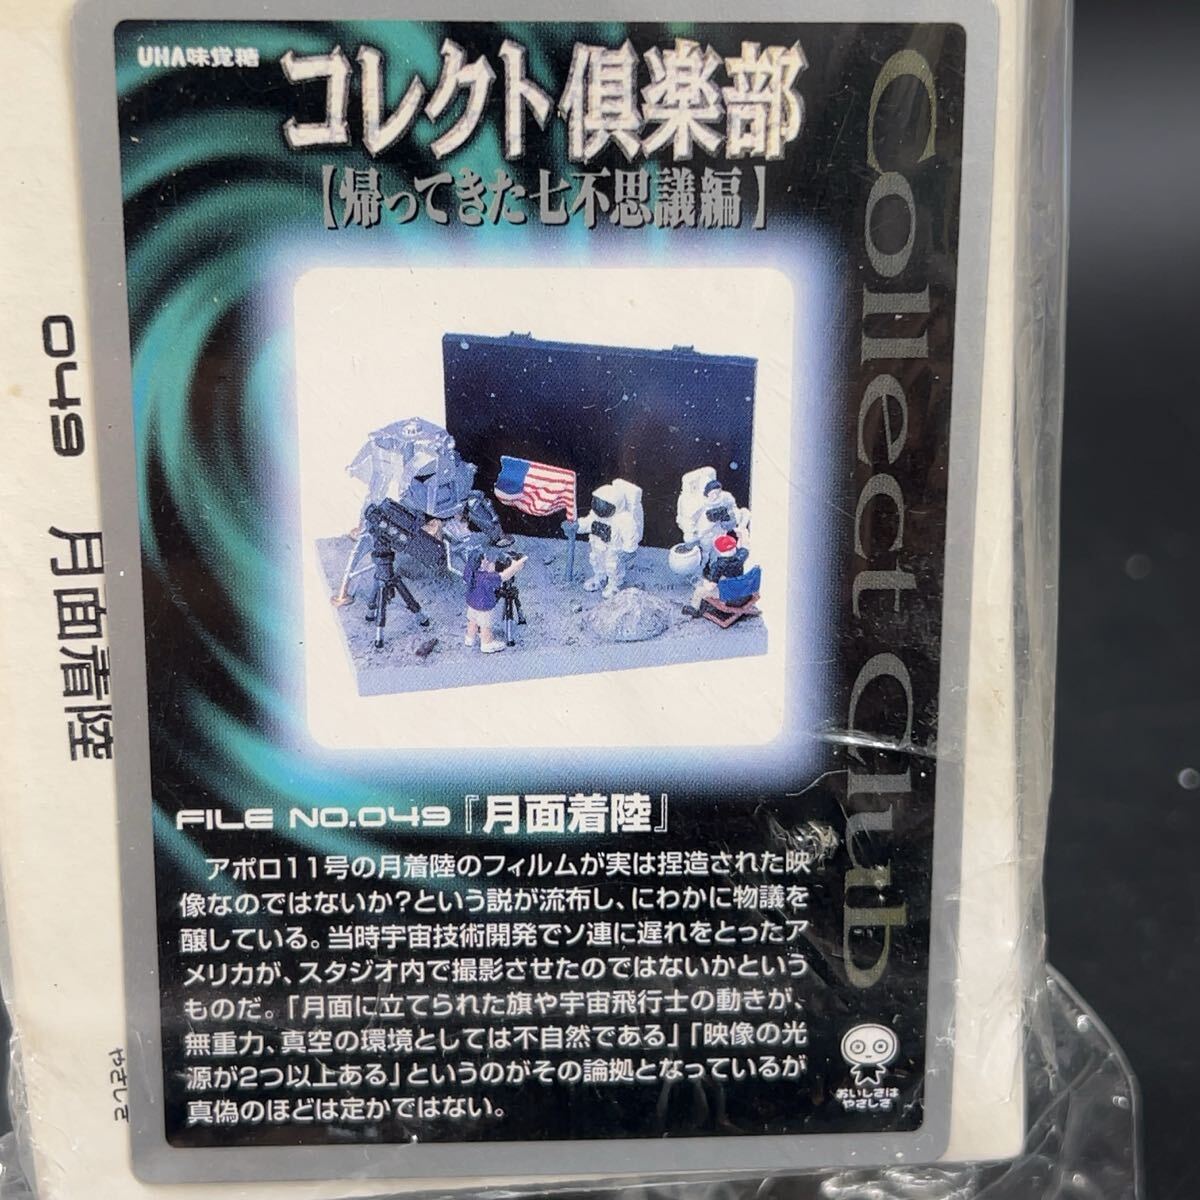 UHA味覚糖
コレクト倶楽部
【帰ってきた七不思議編】
Collect Club
049 月面着陸
FILE NO.049『月面着陸』
アポロ11号の月着陸のフィルムが実は捏造された映
像なのではないか?という説が流布し、にわかに物議を
醸している。当時宇宙技術開発でソ連に遅れをとったア
メリカが、スタジオ内で撮影させたのではないかという
ものだ。「月面に立てられた旗や宇宙飛行士の動きが、
無重力、真空の環境としては不自然である」「映像の光
源が2つ以上ある」というのがその論拠となっているが
真偽のほどは定かではない。
おいしさは
やさしさ
やさしさ